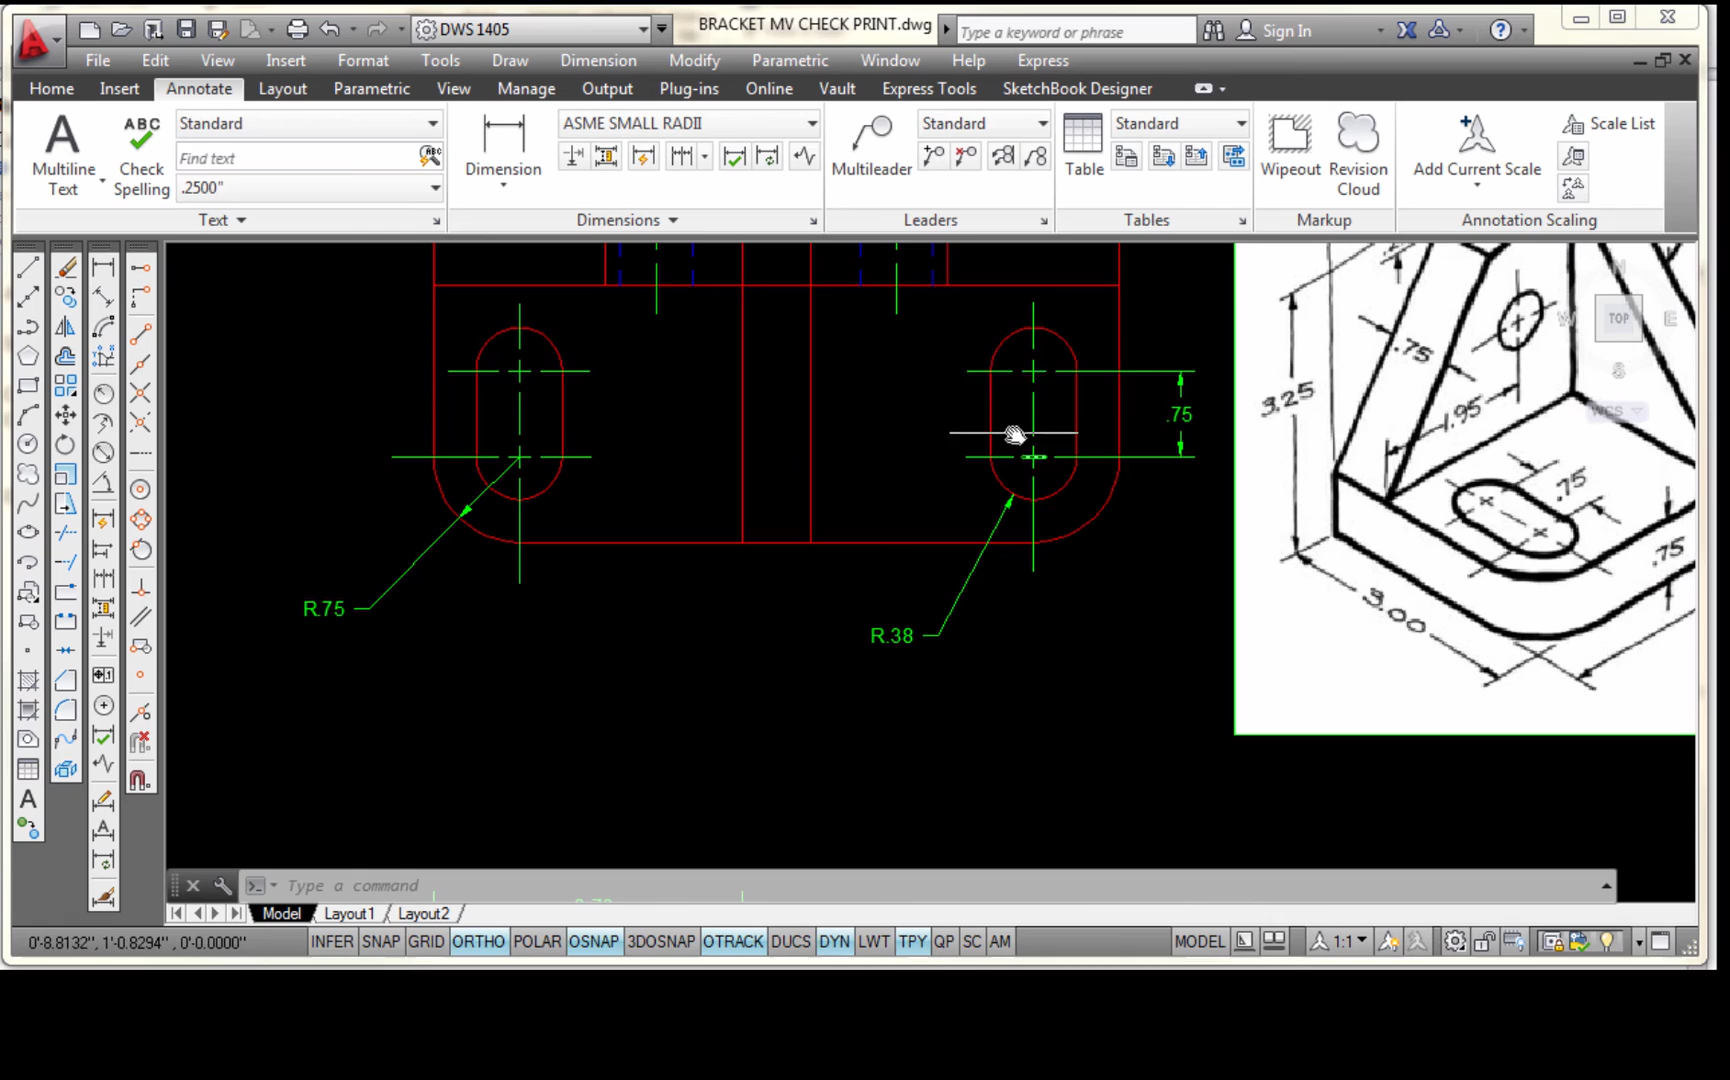 DWS 1405
BRACKET MV CHECK PRINT.dwg
Type a keyword or phrase
Sign In
File Edit View Insert Format Tools Draw Dimension Modify Parametric Window Help Express
Home Insert Annotate Layout Parametric View Manage Output Plug-ins Online Vault Express Tools SketchBook Designer
A
Multiline Text
ABC
Check Spelling
Standard
Find text
ABC
.2500"
Text
Dimension
ASME SMALL RADII
Dimensions
Multileader
Standard
Leaders
Table
Standard
Tables
Wipeout
Revision Cloud
Markup
Add Current Scale
Scale List
Annotation Scaling
.75
R.75
R.38
3.25
.75
1.95
.75
.75
3.00
W
TOP
E
S
WCS
A
Type a command
Model Layout1 Layout2
0'-8.8132", 1'-0.8294" , 0'-0.0000"
INFER SNAP GRID ORTHO POLAR OSNAP 3DOSNAP OTRACK DUCS DYN LWT TPY QP SC AM
MODEL
1:1